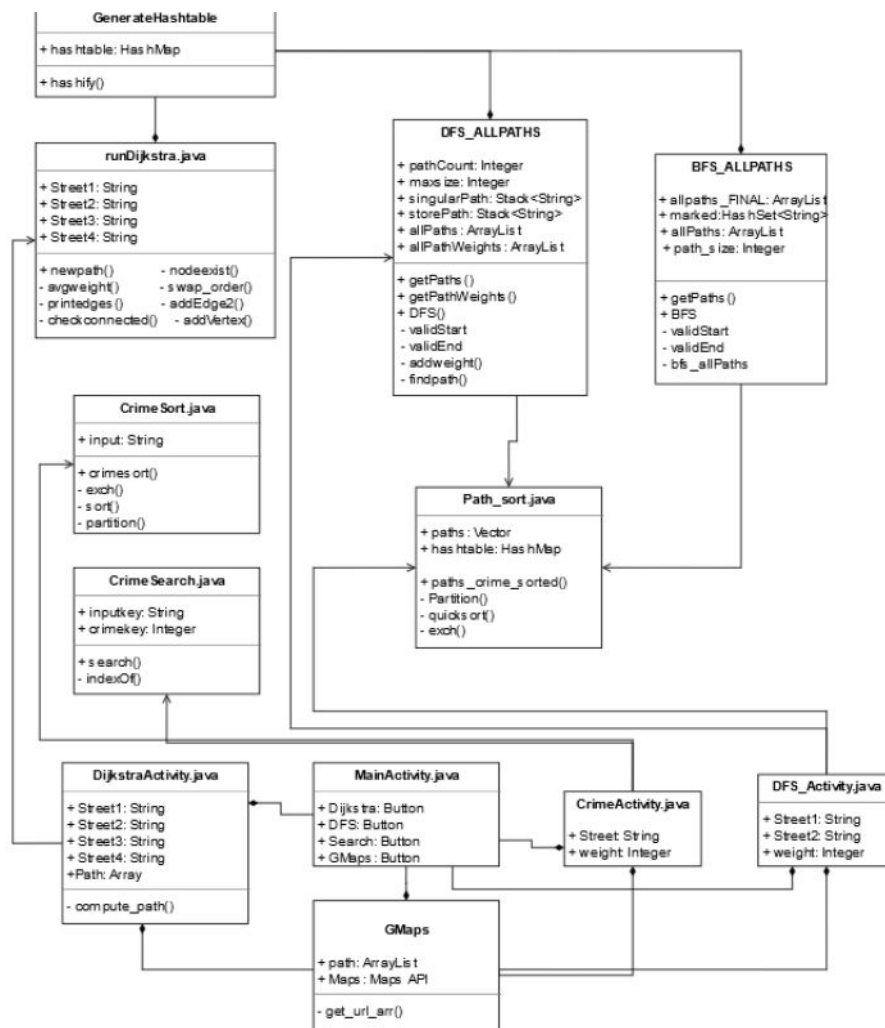 GenerateHashtable
+ hashtable: HashMap
+ hashify()
runDijkstra.java
+ Street1: String
+ Street2: String
+ Street3: String
+ Street4: String
+ newpath() - nodeexist()
- avgweight() - swap_order()
- printedges() - addEdge2()
- checkconnected() - addVertex()
DFS_ALLPATHS
+ pathCount: Integer
+ maxsize: Integer
+ singularPath: Stack<String>
+ storePath: Stack<String>
+ allPaths: ArrayList
+ allPathWeights: ArrayList
+ getPaths()
+ getPathWeights()
+ DFS()
- validStart
- validEnd
- addweight()
- findpath()
BFS_ALLPATHS
+ allpaths_FINAL: ArrayList
+ marked:HashSet<String>
+ allPaths: ArrayList
+ path_size: Integer
+ getPaths()
+ BFS
- validStart
- validEnd
- bfs_allPaths
CrimeSort.java
+ input: String
+ crimesort()
- exch()
- sort()
- partition()
Path_sort.java
+ paths: Vector
+ hashtable: HashMap
+ paths_crime_sorted()
- Partition()
- quicksort()
- exch()
CrimeSearch.java
+ inputkey: String
+ crimekey: Integer
+ search()
- indexOf()
DijkstraActivity.java
+ Street1: String
+ Street2: String
+ Street3: String
+ Street4: String
+Path: Array
- compute_path()
MainActivity.java
+ Dijkstra: Button
+ DFS: Button
+ Search: Button
+ GMaps: Button
CrimeActivity.java
+ Street: String
+ weight: Integer
DFS_Activity.java
+ Street1: String
+ Street2: String
+ weight: Integer
GMaps
+ path: ArrayList
+ Maps: Maps API
- get_url_arr()